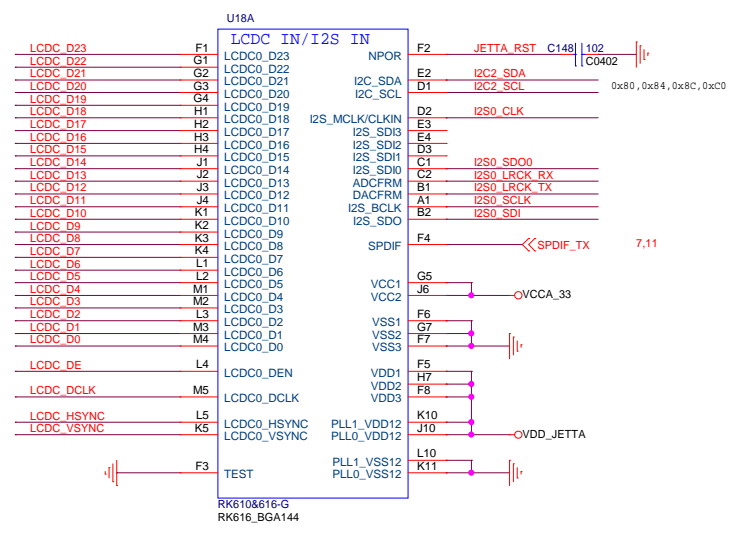 U18A
LCDC IN/I2S IN
LCDC_D23 F1 LCDC0_D23
LCDC_D22 G1 LCDC0_D22
LCDC_D21 G2 LCDC0_D21
LCDC_D20 G3 LCDC0_D20
LCDC_D19 G4 LCDC0_D19
LCDC_D18 H1 LCDC0_D18
LCDC_D17 H2 LCDC0_D17
LCDC_D16 H3 LCDC0_D16
LCDC_D15 H4 LCDC0_D15
LCDC_D14 J1 LCDC0_D14
LCDC_D13 J2 LCDC0_D13
LCDC_D12 J3 LCDC0_D12
LCDC_D11 J4 LCDC0_D11
LCDC_D10 K1 LCDC0_D10
LCDC_D9 K2 LCDC0_D9
LCDC_D8 K3 LCDC0_D8
LCDC_D7 K4 LCDC0_D7
LCDC_D6 L1 LCDC0_D6
LCDC_D5 L2 LCDC0_D5
LCDC_D4 M1 LCDC0_D4
LCDC_D3 M2 LCDC0_D3
LCDC_D2 L3 LCDC0_D2
LCDC_D1 M3 LCDC0_D1
LCDC_D0 M4 LCDC0_D0
LCDC_DE L4 LCDC0_DEN
LCDC_DCLK M5 LCDC0_DCLK
LCDC_HSYNC L5 LCDC0_HSYNC
LCDC_VSYNC K5 LCDC0_VSYNC
F3 TEST
NPOR F2 JETTA_RST C148 102
C0402
I2C_SDA E2 I2C2_SDA
I2C_SCL D1 I2C2_SCL 0x80,0x84,0x8C,0xC0
I2S_MCLK/CLKIN D2 I2S0_CLK
I2S_SDI3 E3
I2S_SDI2 E4
I2S_SDI1 D3
I2S_SDI0 C1 I2S0_SDO0
ADCFRM C2 I2S0_LRCK_RX
DACFRM B1 I2S0_LRCK_TX
I2S_BCLK A1 I2S0_SCLK
I2S_SDO B2 I2S0_SDI
SPDIF F4 SPDIF_TX 7,11
VCC1 G5
VCC2 J6 VCCA_33
VSS1 F6
VSS2 G7
VSS3 F7
VDD1 F5
VDD2 H7
VDD3 F8
PLL1_VDD12 K10
PLL0_VDD12 J10 VDD_JETTA
PLL1_VSS12 L10
PLL0_VSS12 K11
RK610&616-G
RK616_BGA144